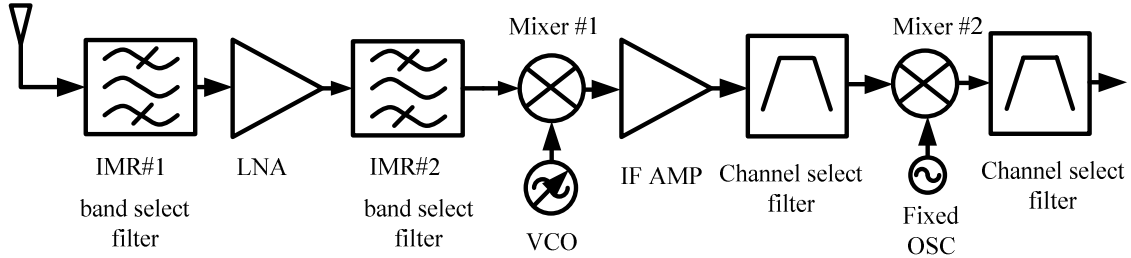 Mixer #1
Mixer #2
IMR#1
band select
filter
LNA
IMR#2
band select
filter
VCO
IF AMP
Channel select
filter
Fixed
OSC
Channel select
filter